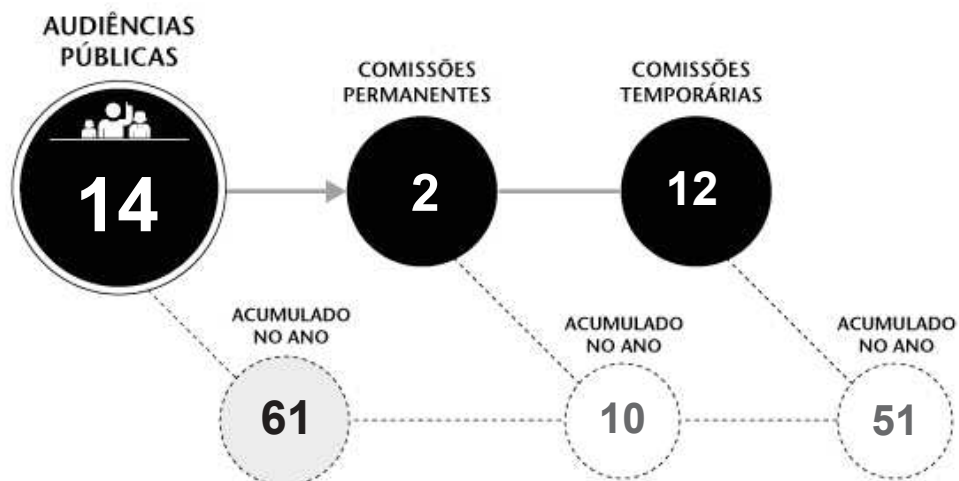 AUDIÊNCIAS
PÚBLICAS
14
COMISSÕES
PERMANENTES
2
COMISSÕES
TEMPORÁRIAS
12
ACUMULADO
NO ANO
61
ACUMULADO
NO ANO
10
ACUMULADO
NO ANO
51